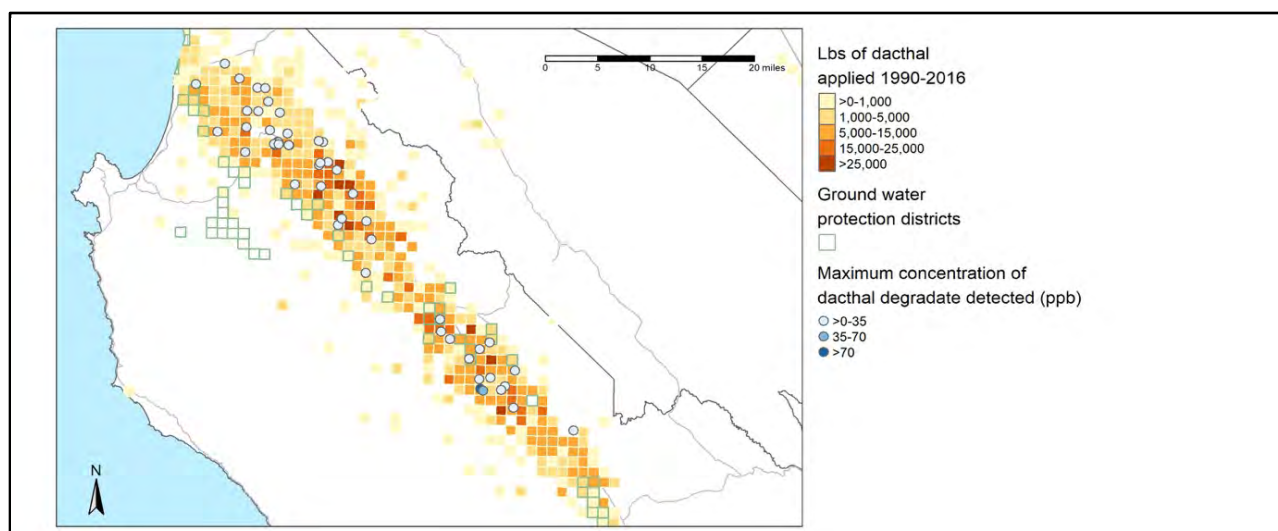 0 5 10 15 20 miles
N
Lbs of dacthal
applied 1990-2016
>0-1,000
1,000-5,000
5,000-15,000
15,000-25,000
>25,000
Ground water
protection districts
Maximum concentration of
dacthal degradate detected (ppb)
>0-35
35-70
>70